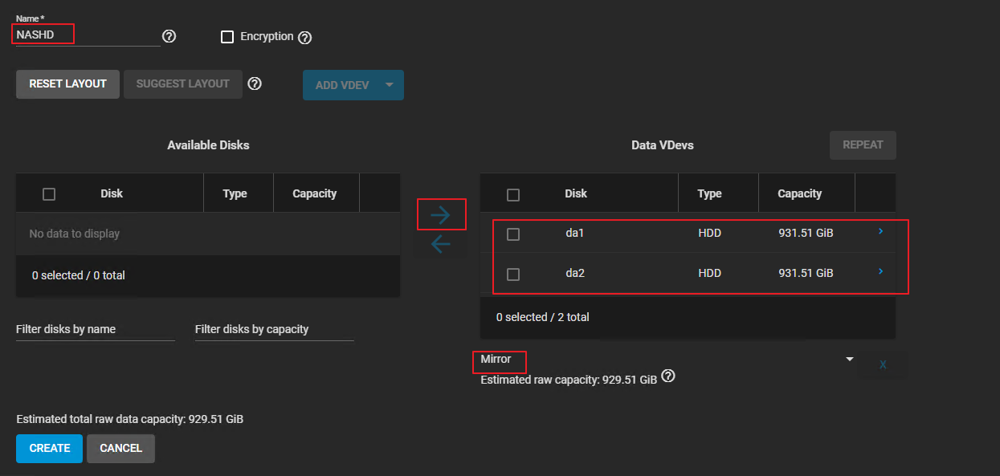 Name *
NASHD
Encryption
RESET LAYOUT SUGGEST LAYOUT ADD VDEV
Available Disks
Disk Type Capacity
No data to display
0 selected / 0 total
Filter disks by name Filter disks by capacity
Data VDevs REPEAT
Disk Type Capacity
da1 HDD 931.51 GiB
da2 HDD 931.51 GiB
0 selected / 2 total
Mirror X
Estimated raw capacity: 929.51 GiB
Estimated total raw data capacity: 929.51 GiB
CREATE CANCEL